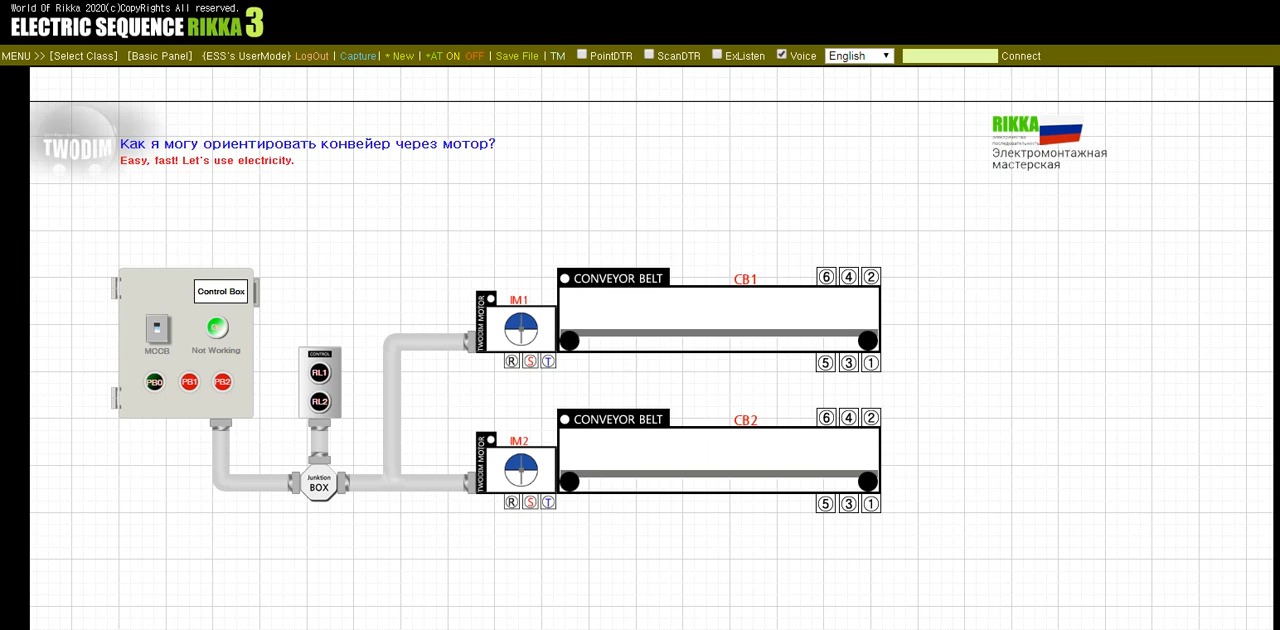 World Of Rikka 2020(c)CopyRights All reserved.
ELECTRIC SEQUENCE RIKKA 3
MENU >> [Select Class] [Basic Panel] {ESS's UserMode} LogOut | Capture | * New | *AT ON OFF | Save File | TM PointDTR ScanDTR ExListen Voice English Connect
TWODIM
Как я могу ориентировать конвейер через мотор?
Easy, fast! Let's use electricity.
RIKKA
Электромонтажная
мастерская
Control Box
MCCB
Not Working
PB0 PB1 PB2
CONTROL
RL1
RL2
Junktion
BOX
TWODIM MOTOR
IM1
R S T
CONVEYOR BELT
CB1
6 4 2
5 3 1
TWODIM MOTOR
IM2
R S T
CONVEYOR BELT
CB2
6 4 2
5 3 1